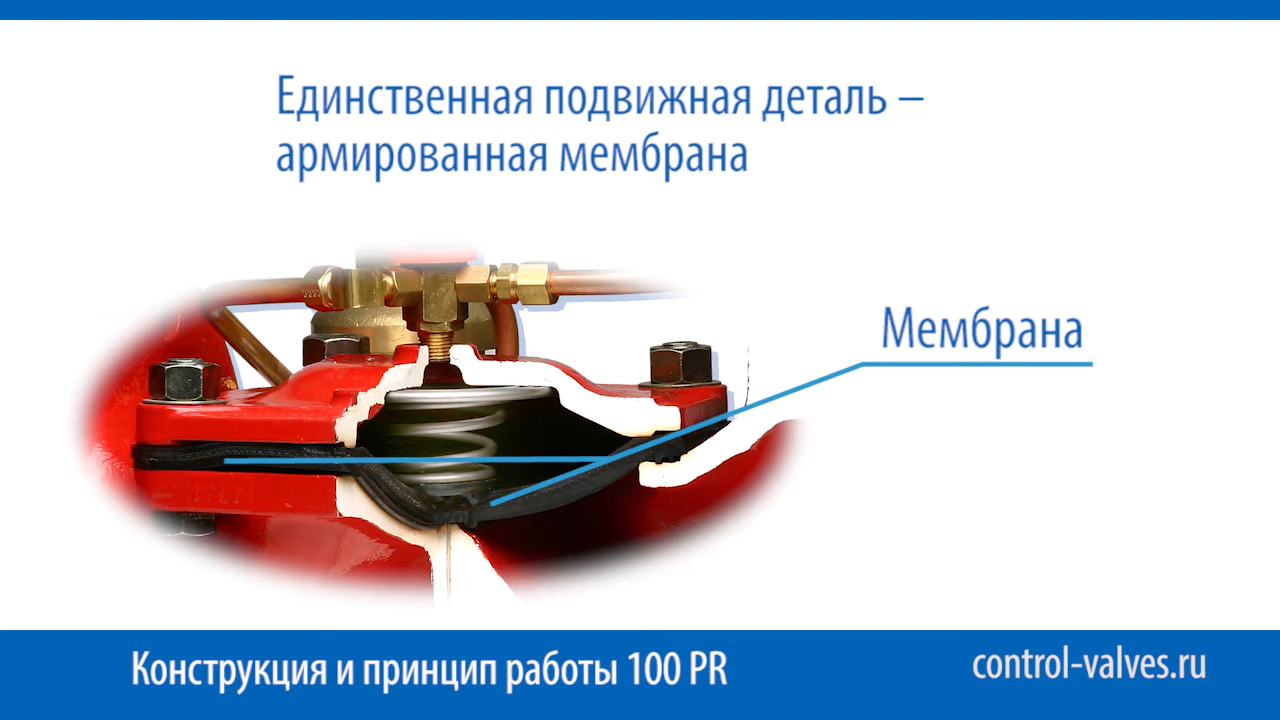 Единственная подвижная деталь –
армированная мембрана
Мембрана
Конструкция и принцип работы 100 PR
control-valves.ru